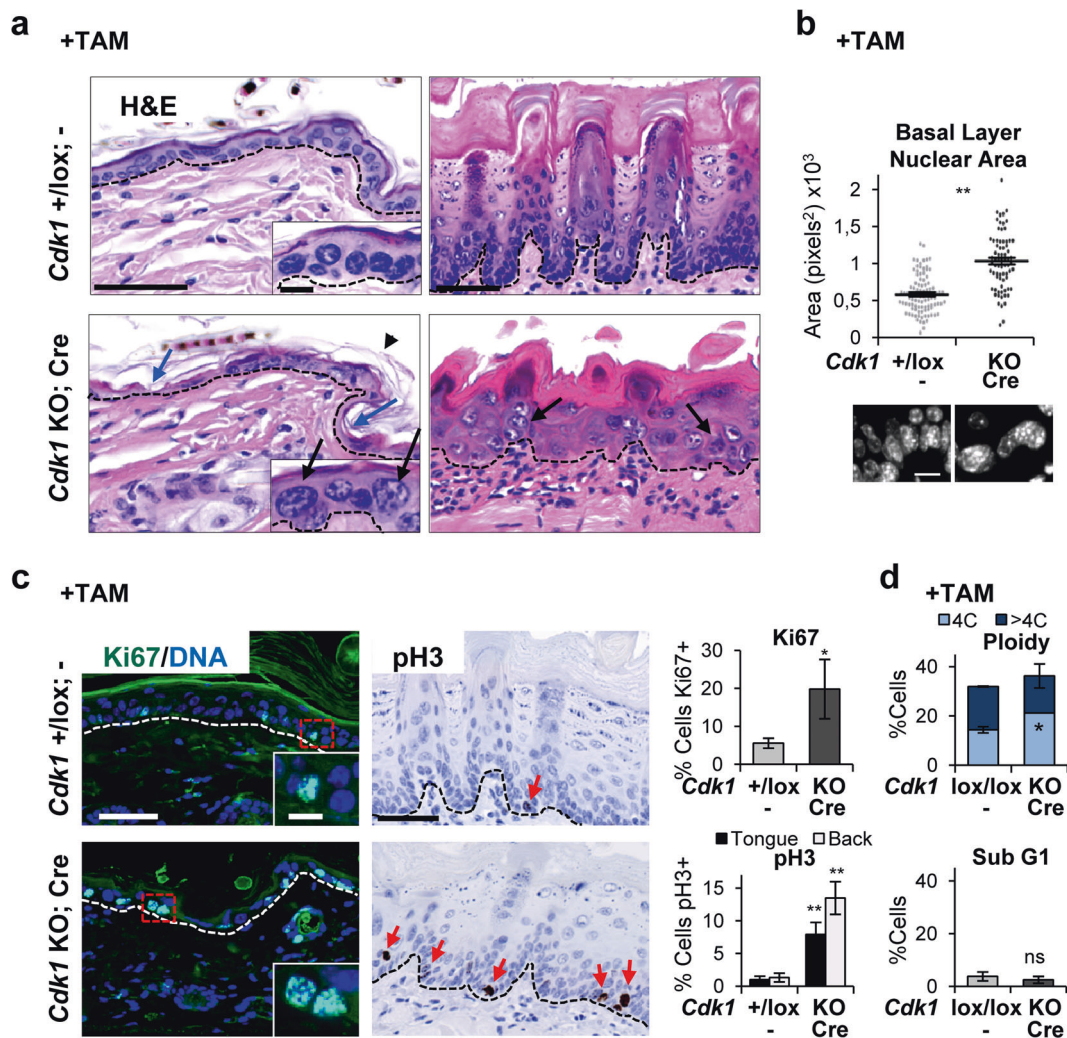 a
+TAM
H&E
Cdk1 +/lox; -
Cdk1 KO; Cre
b
+TAM
Basal Layer
Nuclear Area
**
Area (pixels²) x10³
2
1,5
1
0,5
0
Cdk1 +/lox KO
- Cre
c
+TAM
Ki67/DNA
pH3
Cdk1 +/lox; -
Cdk1 KO; Cre
Ki67
% Cells Ki67+
30
20
10
0
*
Cdk1 +/lox KO
- Cre
Tongue Back
pH3
% Cells pH3+
15
10
5
0
**
**
Cdk1 +/lox KO
- Cre
d
+TAM
4C >4C
Ploidy
%Cells
40
20
0
*
Cdk1 lox/lox KO
- Cre
Sub G1
%Cells
40
20
0
ns
Cdk1 lox/lox KO
- Cre